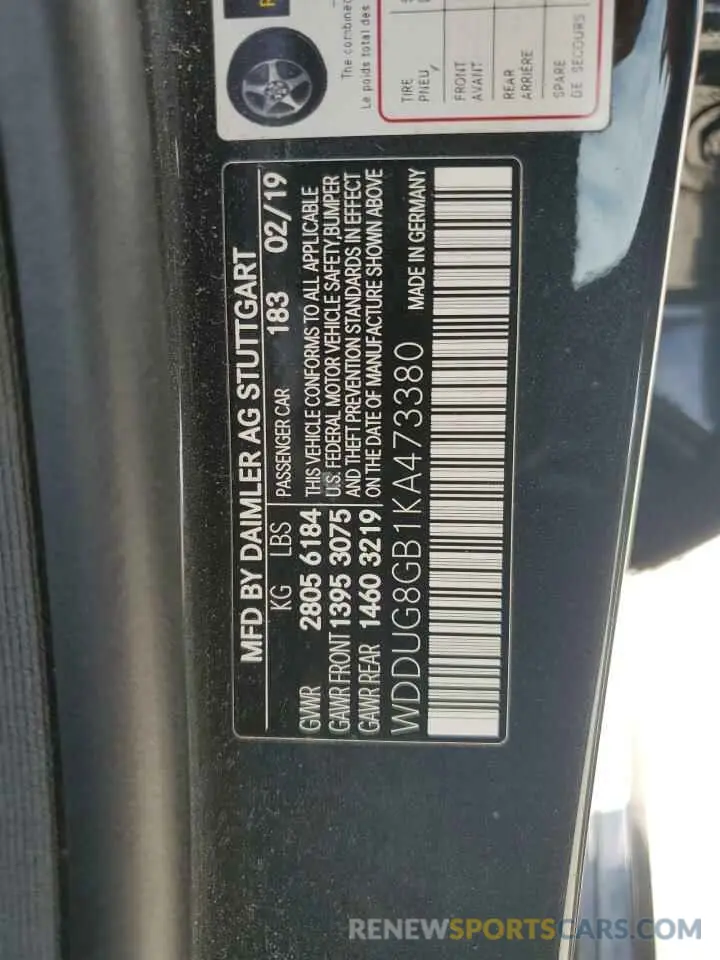 The combined
Le poids total des
TIRE
PNEU
FRONT
AVANT
REAR
ARRIÈRE
SPARE
DE SECOURS
MFD BY DAIMLER AG STUTTGART
KG LBS PASSENGER CAR 183 02/19
GVWR 2805 6184 THIS VEHICLE CONFORMS TO ALL APPLICABLE
GAWR FRONT 1395 3075 U.S. FEDERAL MOTOR VEHICLE SAFETY,BUMPER
AND THEFT PREVENTION STANDARDS IN EFFECT
GAWR REAR 1460 3219 ON THE DATE OF MANUFACTURE SHOWN ABOVE
WDDUG8GB1KA473380 MADE IN GERMANY
RENEWSPORTSCARS.COM